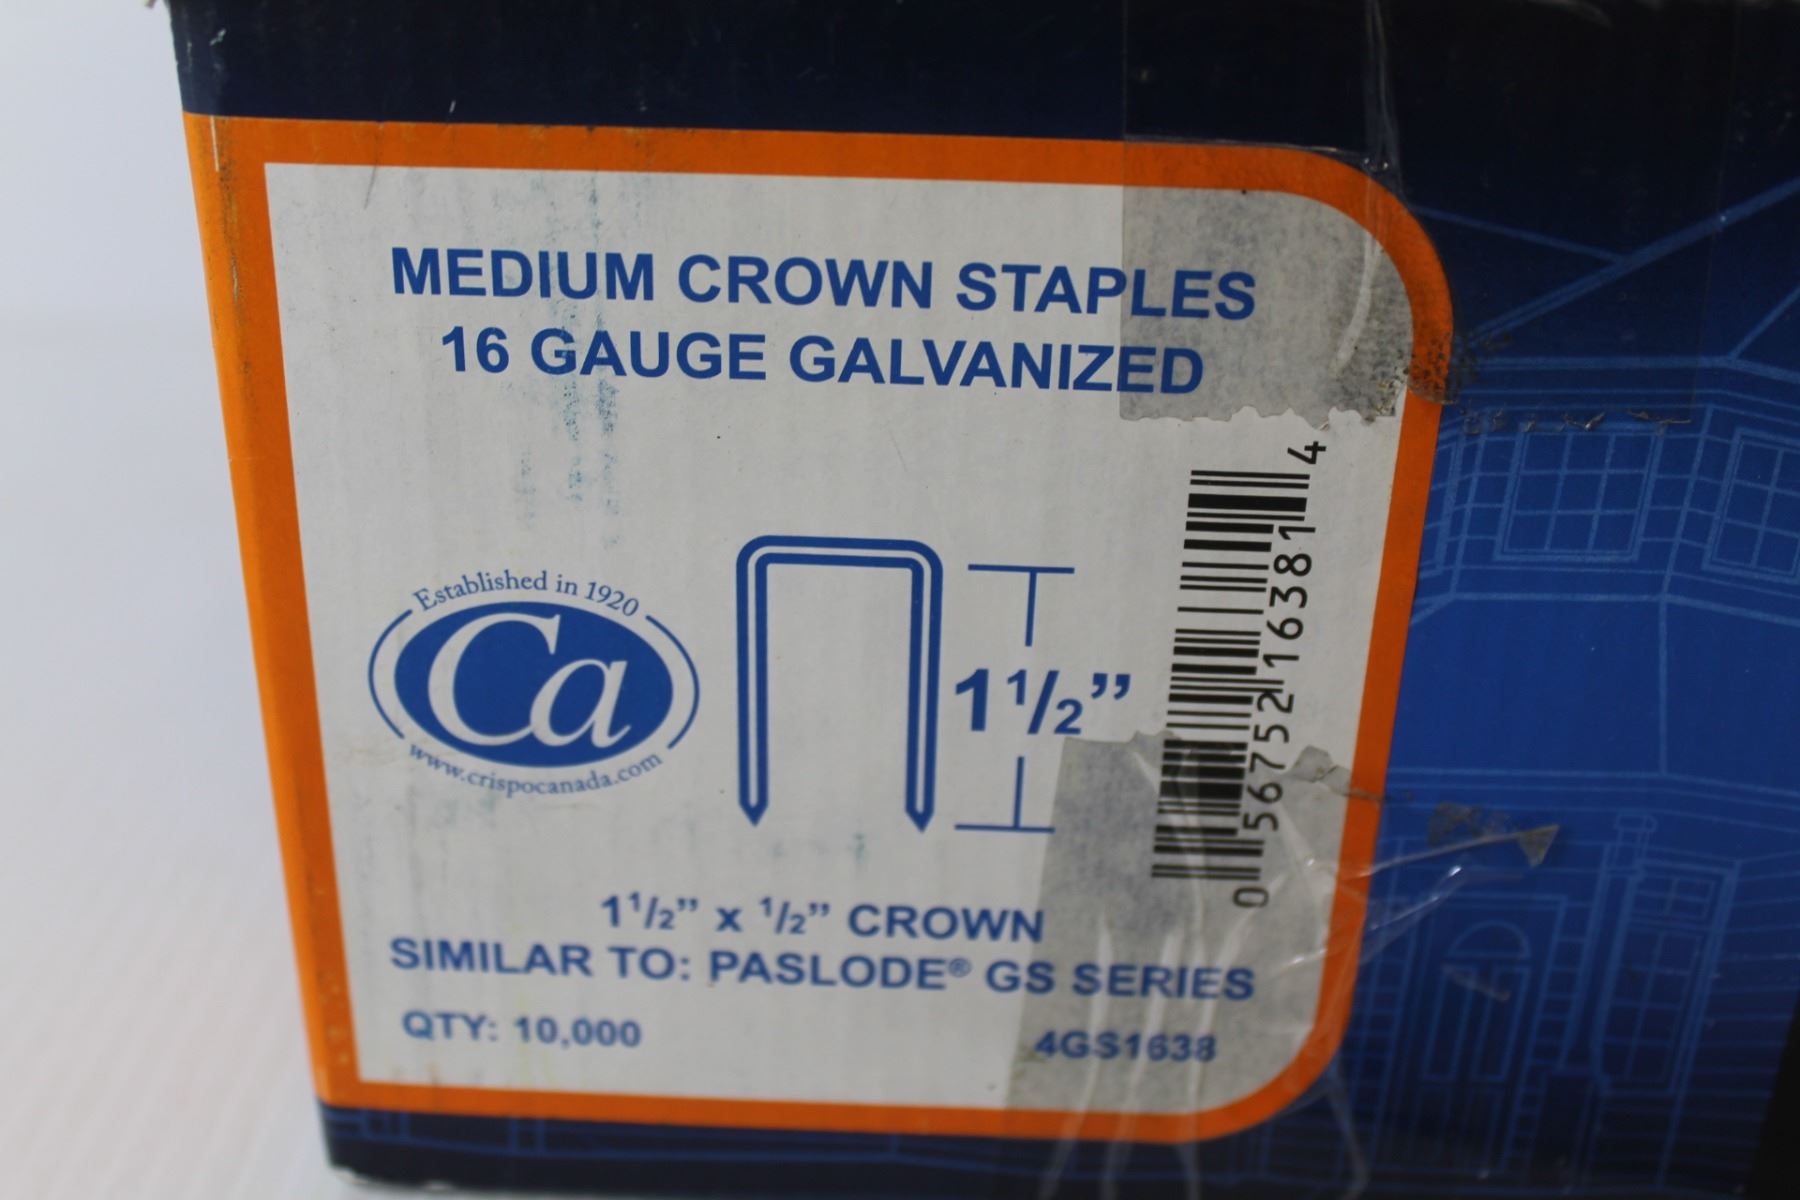 MEDIUM CROWN STAPLES
16 GAUGE GALVANIZED
Established in 1920
Ca
www.crispocanada.com
1 1/2”
0 56752 16381 4
1 1/2” x 1/2” CROWN
SIMILAR TO: PASLODE® GS SERIES
QTY: 10,000
4GS1638